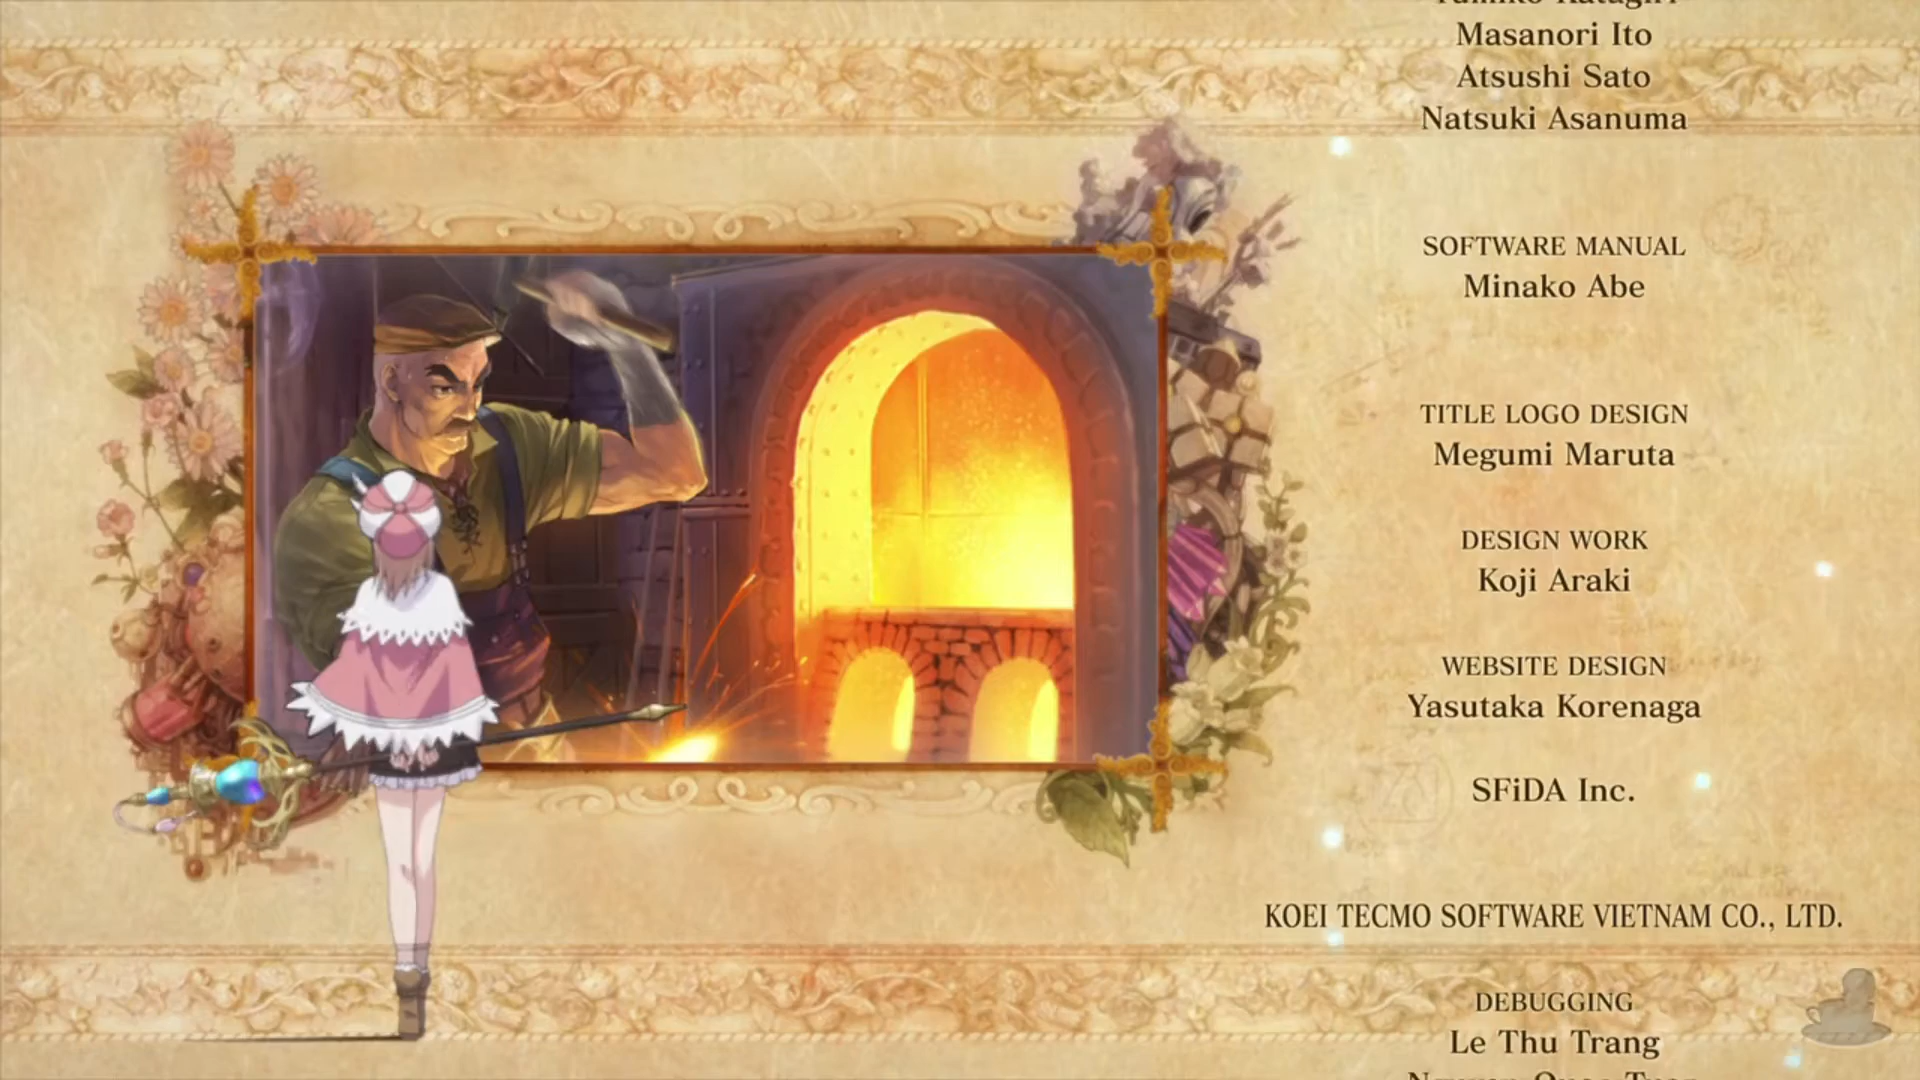 Masanori Ito
Atsushi Sato
Natsuki Asanuma
SOFTWARE MANUAL
Minako Abe
TITLE LOGO DESIGN
Megumi Maruta
DESIGN WORK
Koji Araki
WEBSITE DESIGN
Yasutaka Korenaga
SFiDA Inc.
KOEI TECMO SOFTWARE VIETNAM CO., LTD.
DEBUGGING
Le Thu Trang